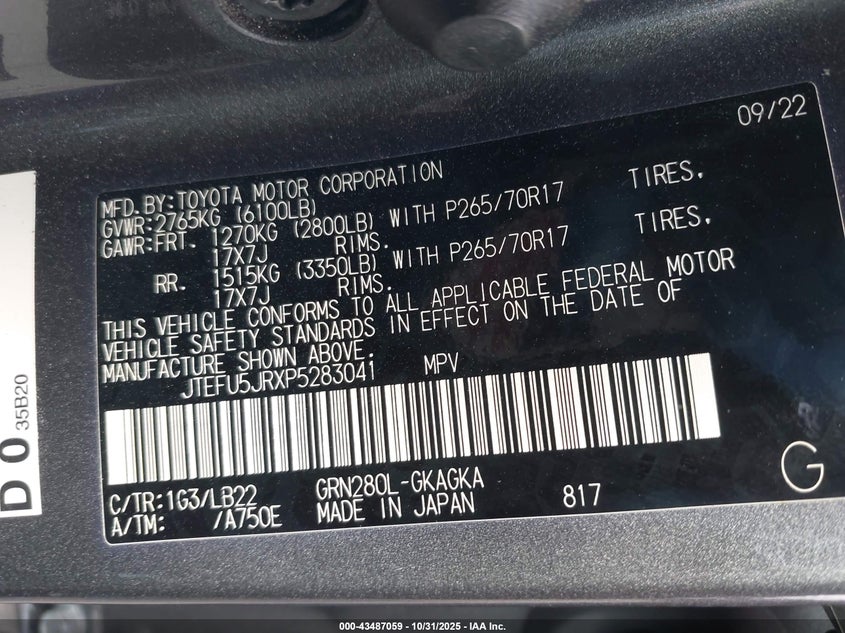 09/22
MFD.BY:TOYOTA MOTOR CORPORATION
GVWR:2765KG (6100LB)
GAWR:FRT. 1270KG (2800LB) WITH P265/70R17 TIRES,
17X7J RIMS.
RR. 1515KG (3350LB) WITH P265/70R17 TIRES,
17X7J RIMS.
THIS VEHICLE CONFORMS TO ALL APPLICABLE FEDERAL MOTOR
VEHICLE SAFETY STANDARDS IN EFFECT ON THE DATE OF
MANUFACTURE SHOWN ABOVE.
JTEFU5JRXP5283041 MPV
C/TR:1G3/LB22 GRN280L-GKAGKA
A/TM: /A750E MADE IN JAPAN 817
G
D 0
35B20
000-43487059 - 10/31/2025 - IAA Inc.